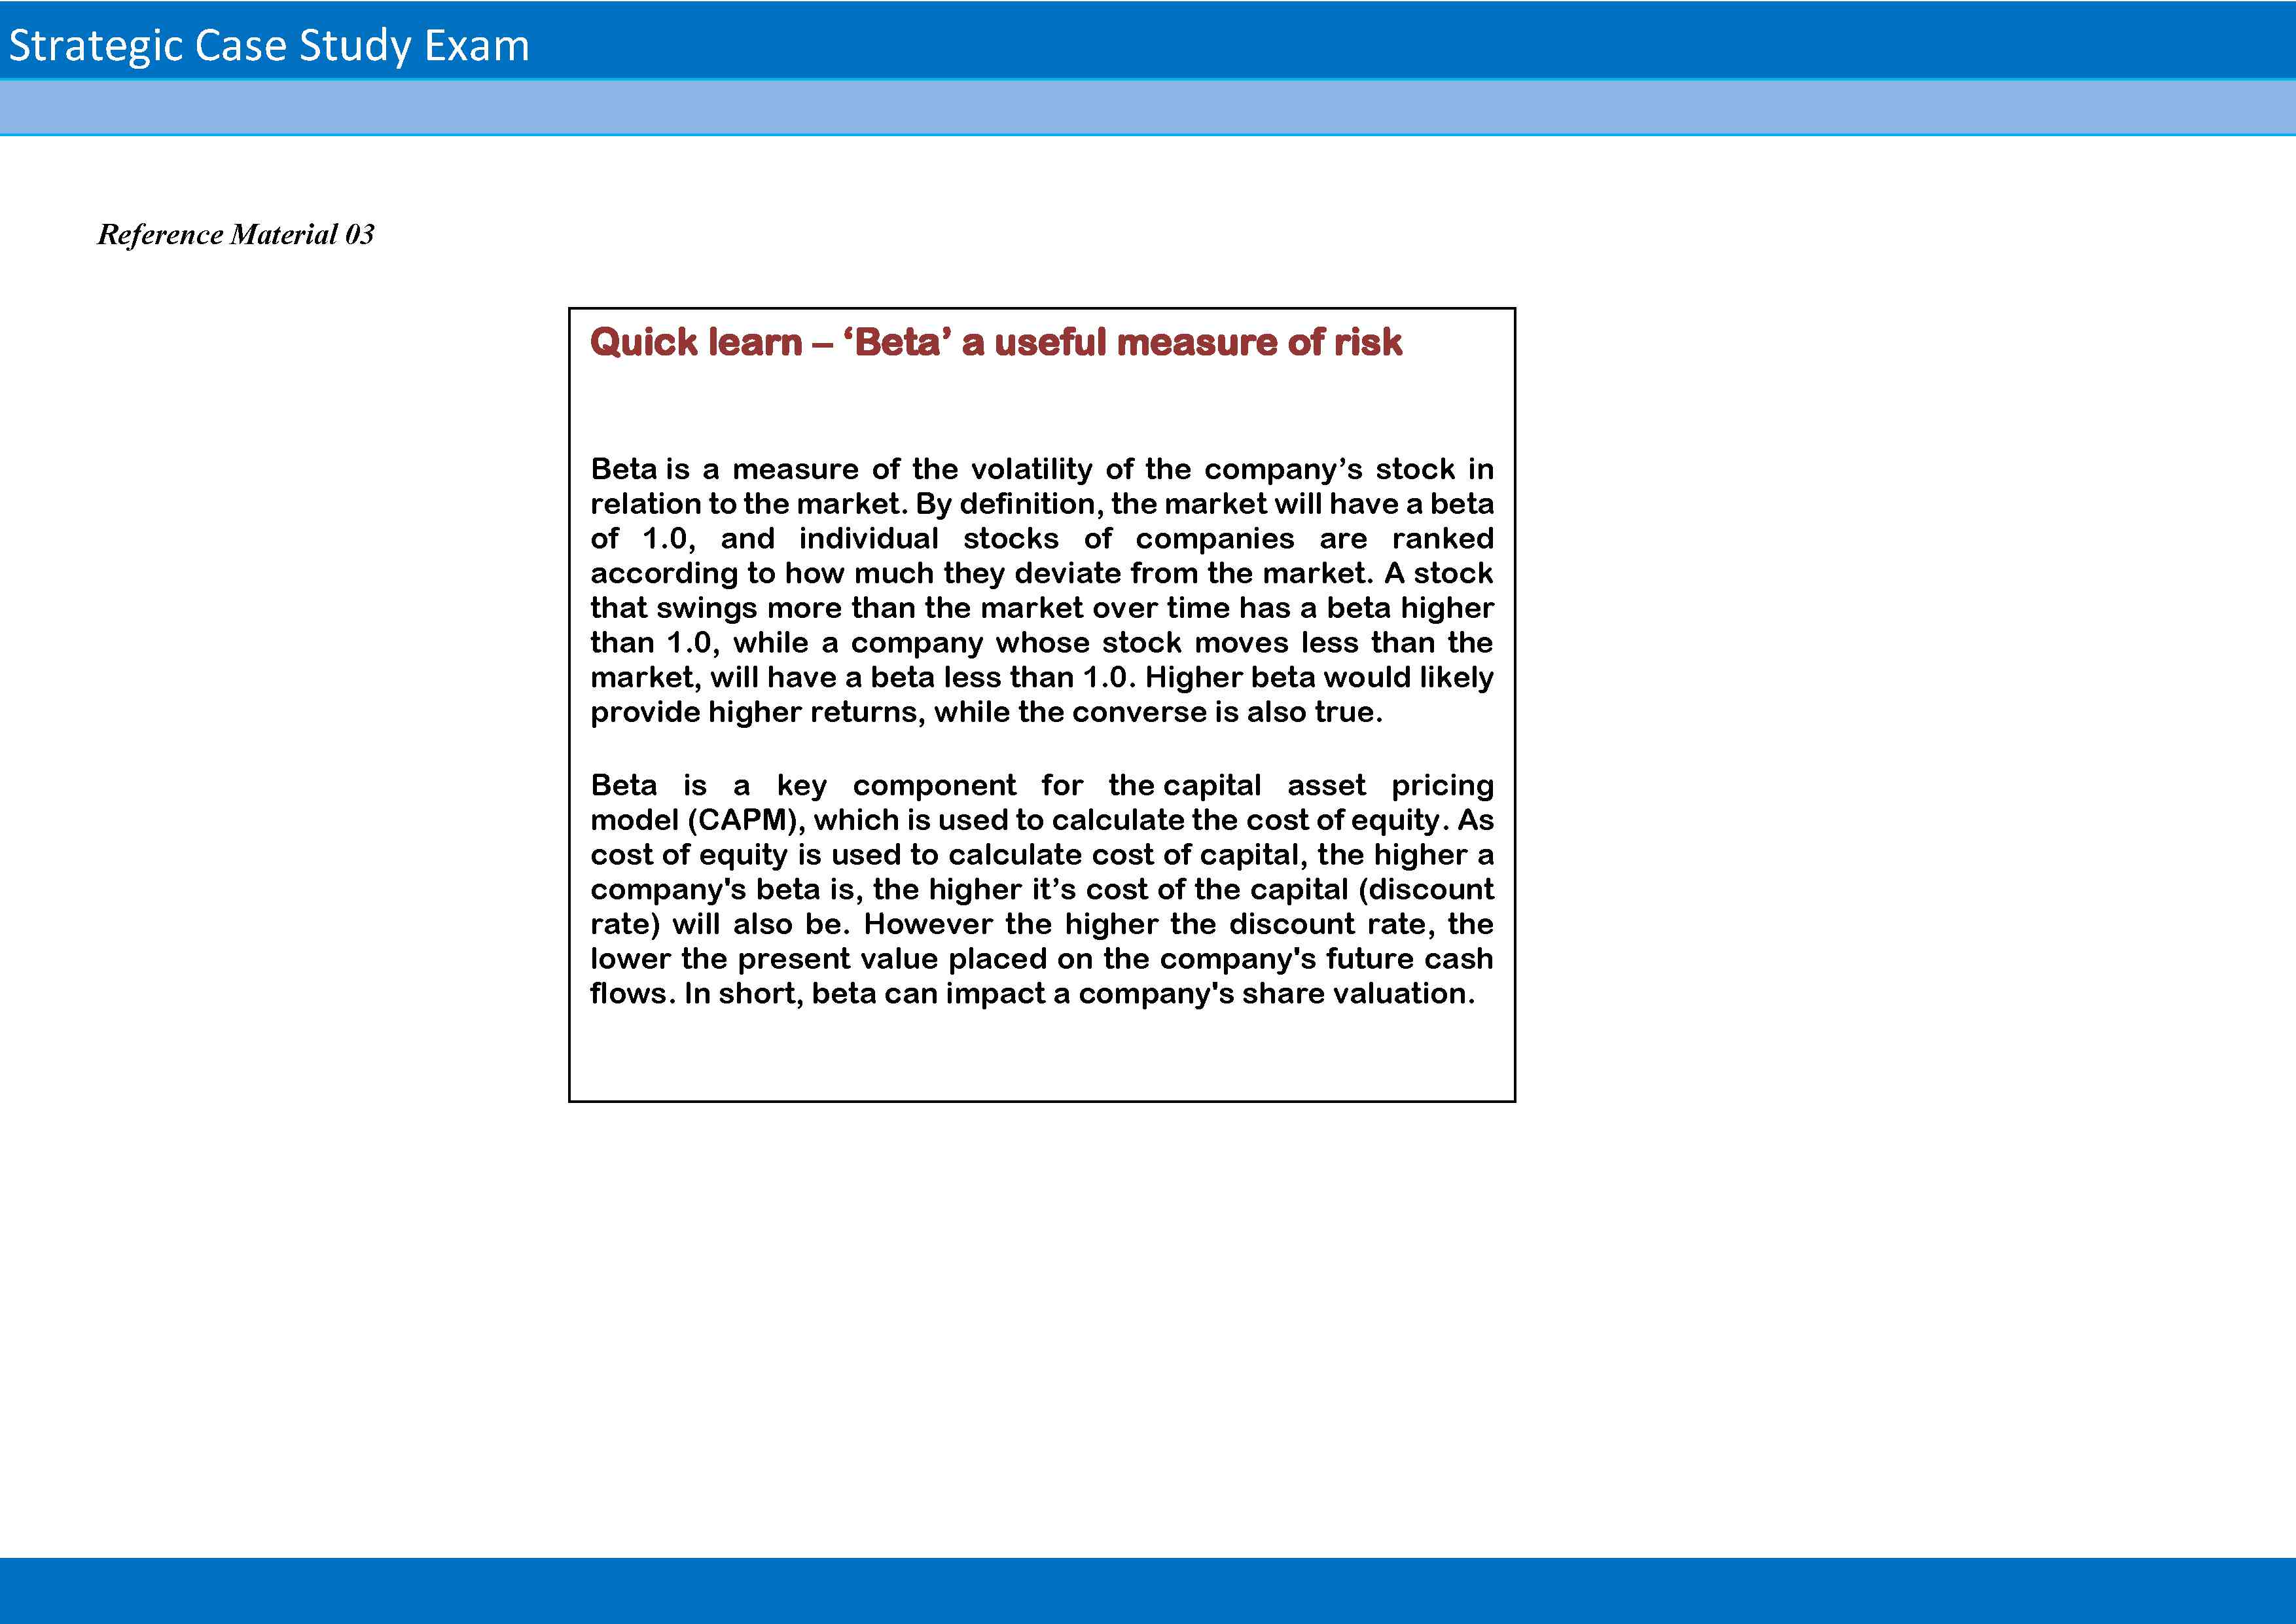 Strategic Case Study Exam
Reference Material 03
Quick learn – ‘Beta’ a useful measure of risk
Beta is a measure of the volatility of the company’s stock in
relation to the market. By definition, the market will have a beta
of 1.0, and individual stocks of companies are ranked
according to how much they deviate from the market. A stock
that swings more than the market over time has a beta higher
than 1.0, while a company whose stock moves less than the
market, will have a beta less than 1.0. Higher beta would likely
provide higher returns, while the converse is also true.
Beta is a key component for the capital asset pricing
model (CAPM), which is used to calculate the cost of equity. As
cost of equity is used to calculate cost of capital, the higher a
company's beta is, the higher it’s cost of the capital (discount
rate) will also be. However the higher the discount rate, the
lower the present value placed on the company's future cash
flows. In short, beta can impact a company's share valuation.